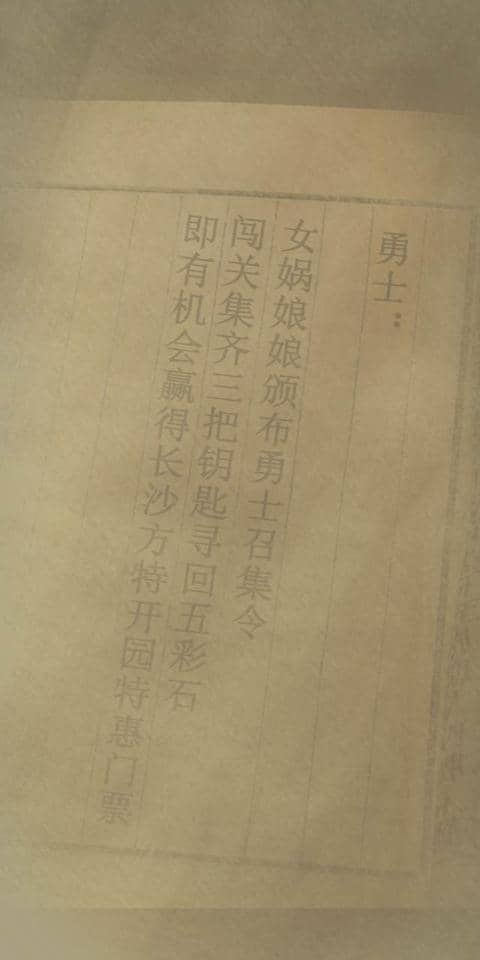 勇士：
女娲娘娘颁布勇士召集令
闯关集齐三把钥匙寻回五彩石
即有机会赢得长沙方特开园特惠门票